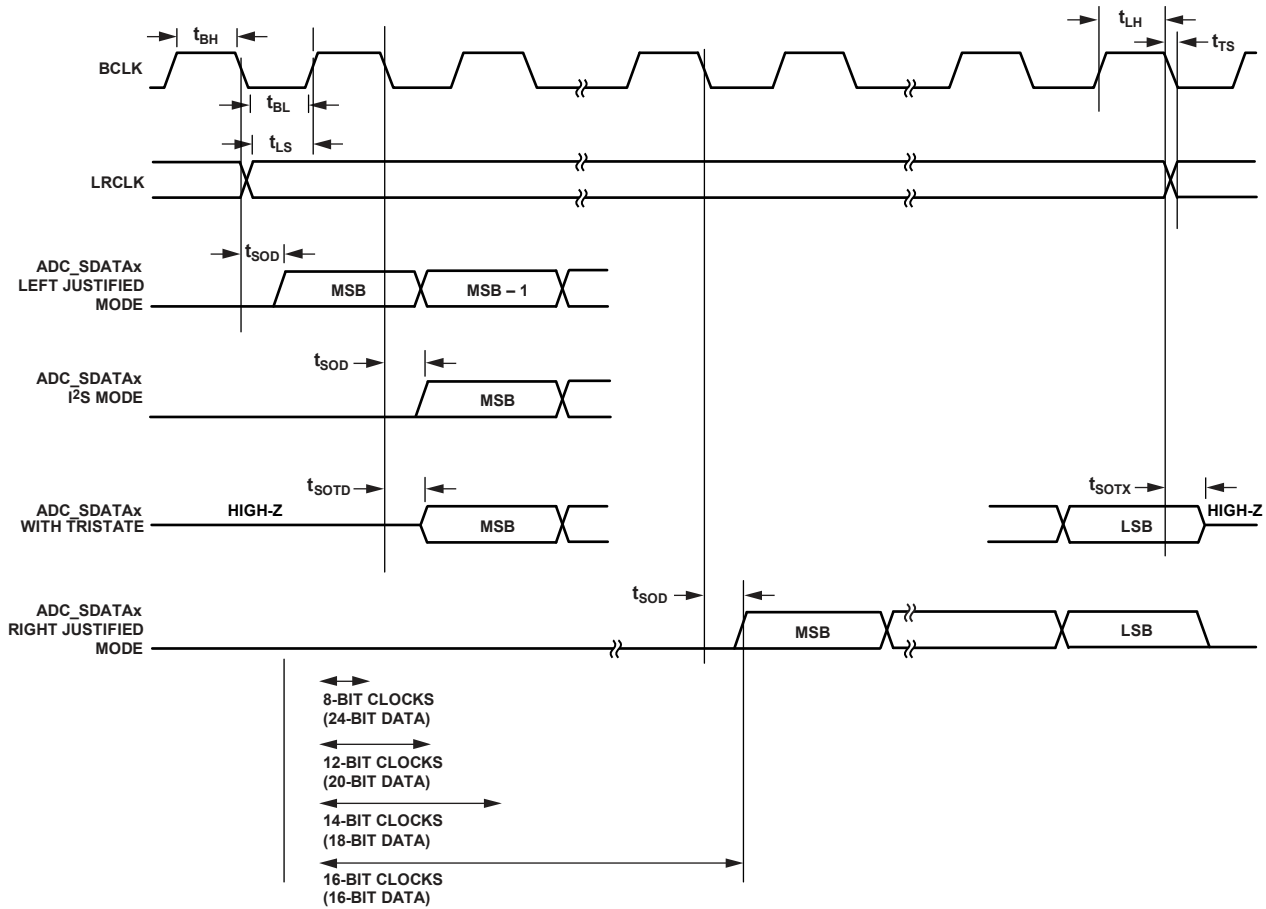 tBH
tLH
tTS
BCLK
tBL
tLS
LRCLK
tSOD
ADC_SDATAx
LEFT JUSTIFIED
MODE
MSB
MSB – 1
tSOD
ADC_SDATAx
I2S MODE
MSB
tSOTD
tSOTX
ADC_SDATAx
WITH TRISTATE
HIGH-Z
MSB
LSB
HIGH-Z
tSOD
ADC_SDATAx
RIGHT JUSTIFIED
MODE
MSB
LSB
8-BIT CLOCKS
(24-BIT DATA)
12-BIT CLOCKS
(20-BIT DATA)
14-BIT CLOCKS
(18-BIT DATA)
16-BIT CLOCKS
(16-BIT DATA)